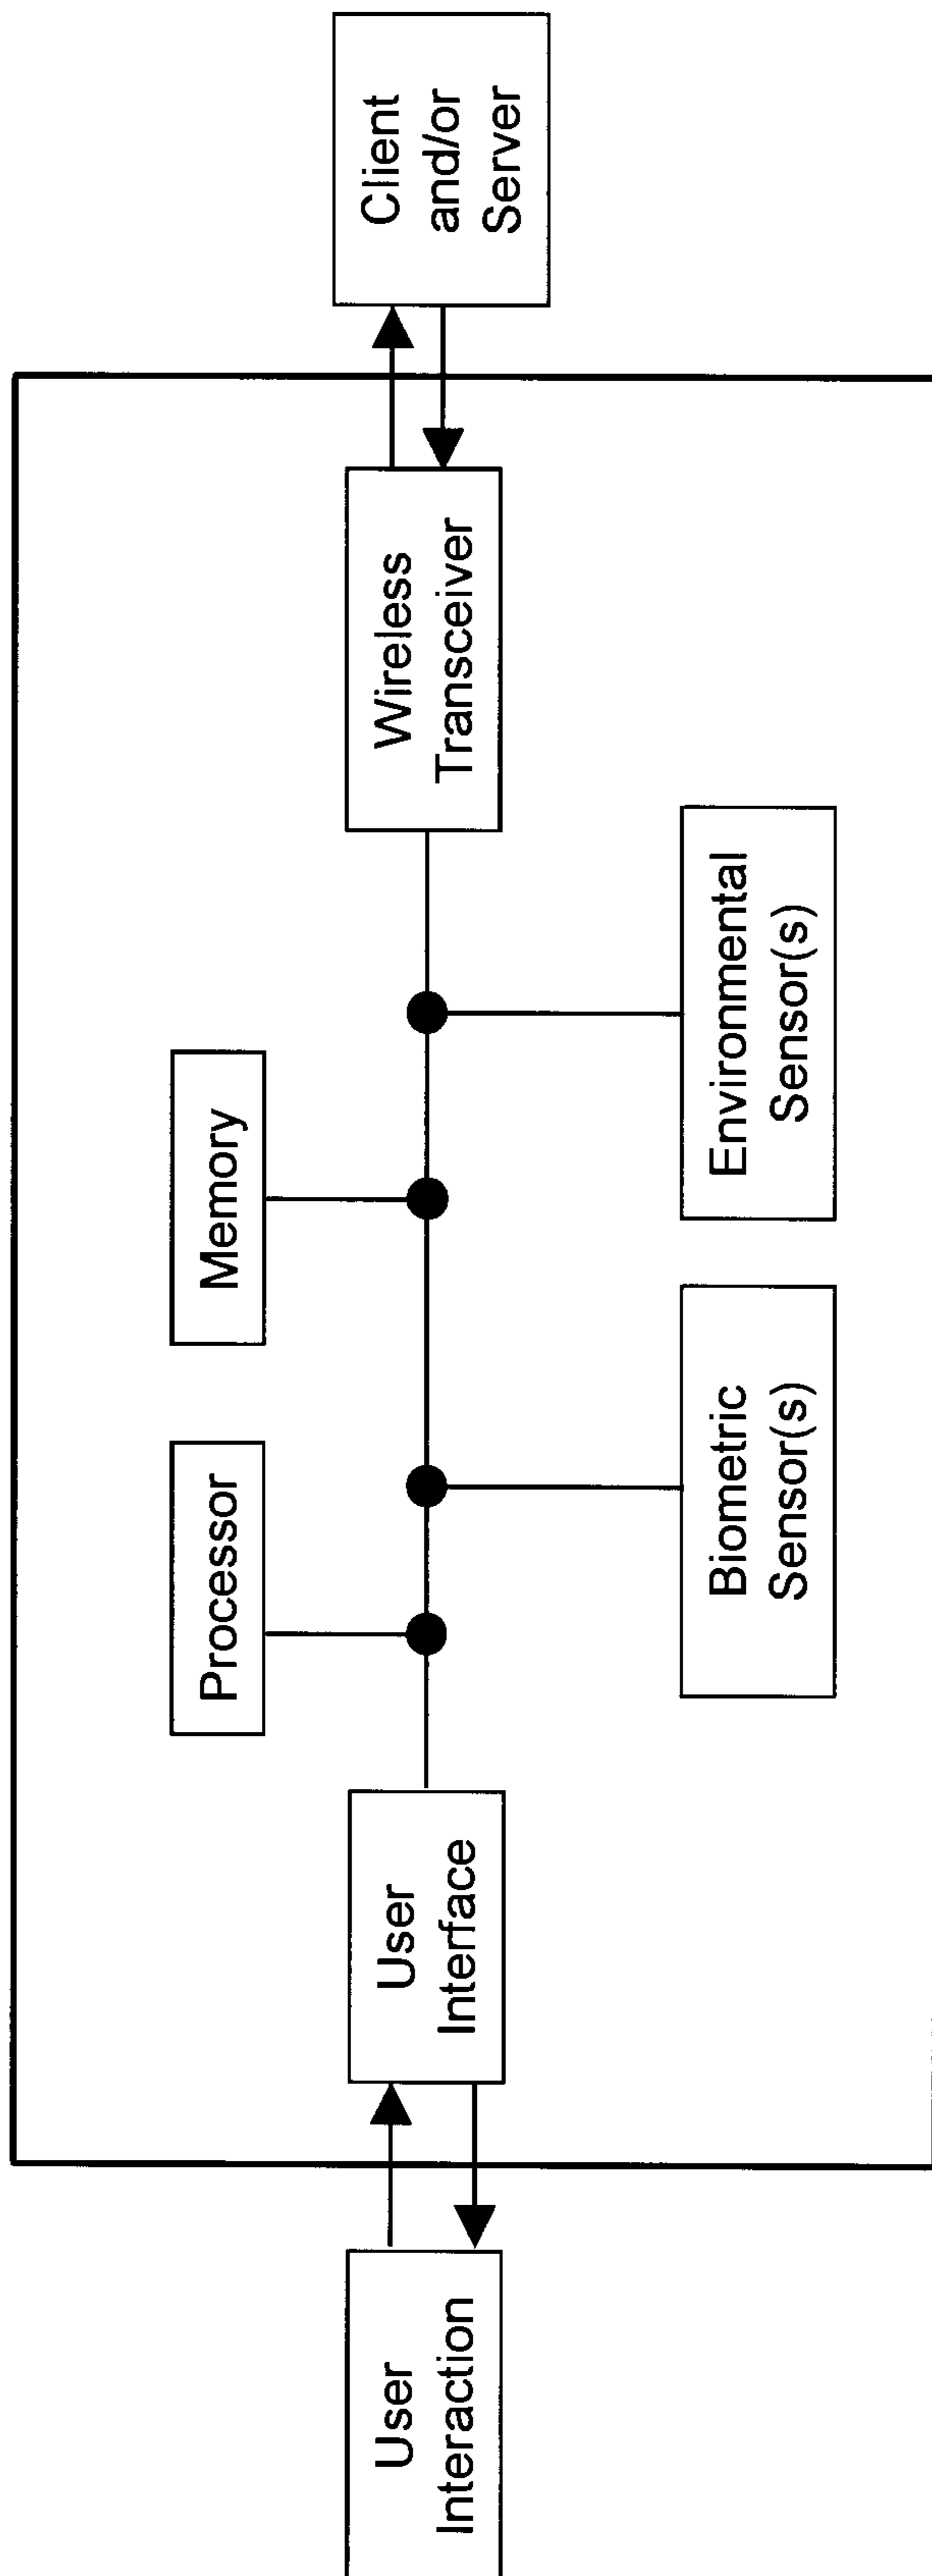 User
Interaction
User
Interface
Processor
Memory
Biometric
Sensor(s)
Environmental
Sensor(s)
Wireless
Transceiver
Client
and/or
Server